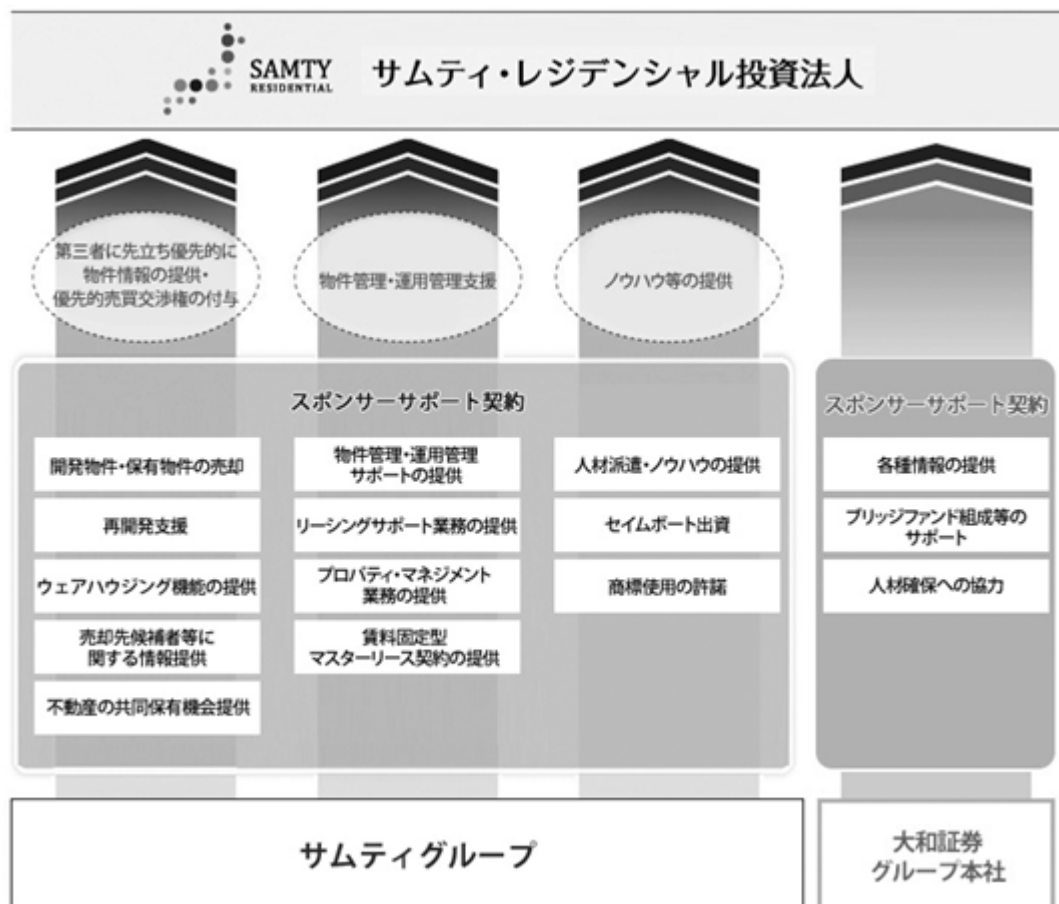 SAMTY
RESIDENTIAL
サムティ・レジデンシャル投資法人
第三者に先立ち優先的に
物件情報の提供・
優先的売買交渉権の付与
物件管理・運用管理支援
ノウハウ等の提供
スポンサーサポート契約
開発物件・保有物件の売却
再開発支援
ウェアハウジング機能の提供
売却先候補者等に
関する情報提供
不動産の共同保有機会提供
物件管理・運用管理
サポートの提供
リーシングサポート業務の提供
プロパティ・マネジメント
業務の提供
賃料固定型
マスターリース契約の提供
人材派遣・ノウハウの提供
セイムボート出資
商標使用の許諾
スポンサーサポート契約
各種情報の提供
ブリッジファンド組成等の
サポート
人材確保への協力
サムティグループ
大和証券
グループ本社